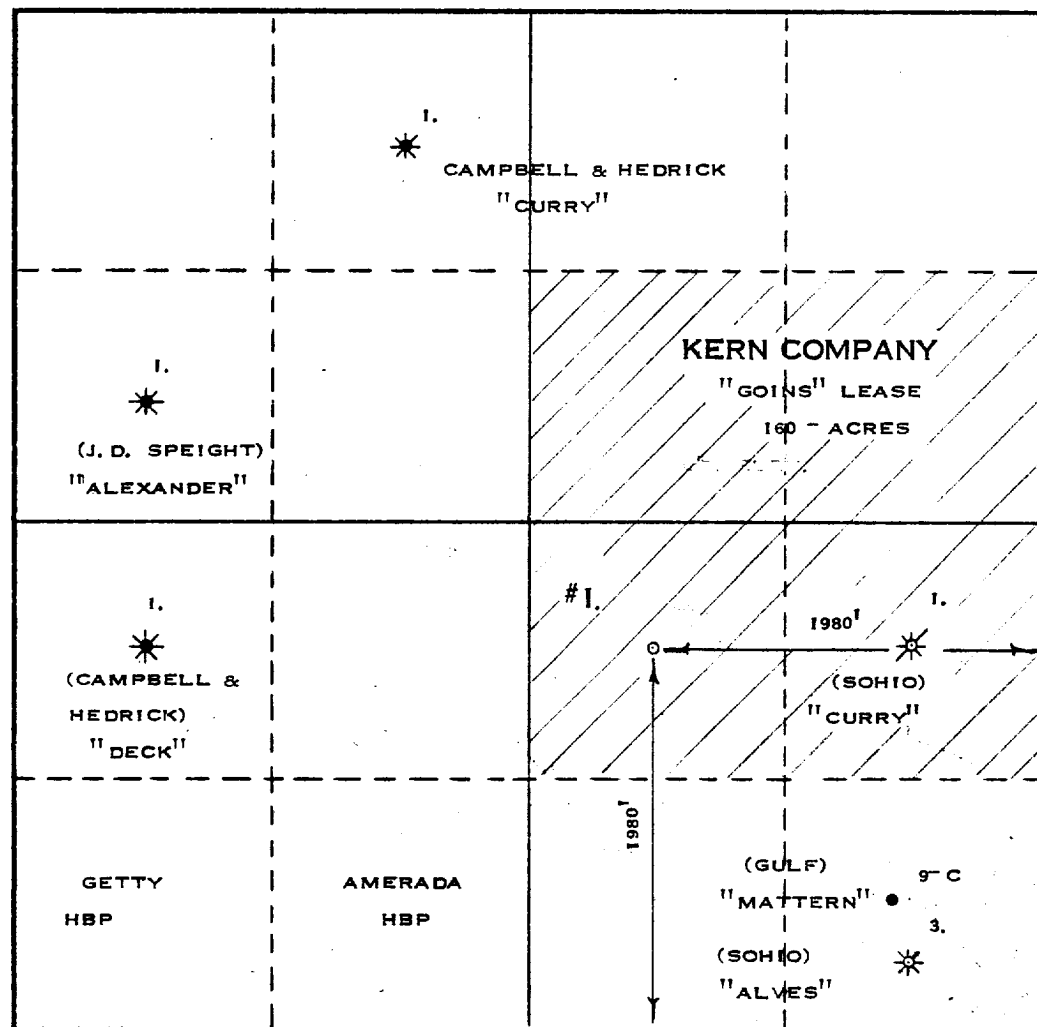 1.
CAMPBELL & HEDRICK
"CURRY"
KERN COMPANY
"GOINS" LEASE
160 - ACRES
1.
(J. D. SPEIGHT)
"ALEXANDER"
1.
(CAMPBELL &
HEDRICK)
"DECK"
#1.
1980'
1.
(SOHIO)
"CURRY"
1980'
GETTY
HBP
AMERADA
HBP
(GULF)
"MATTERN"
9-C
3.
(SOHIO)
"ALVES"